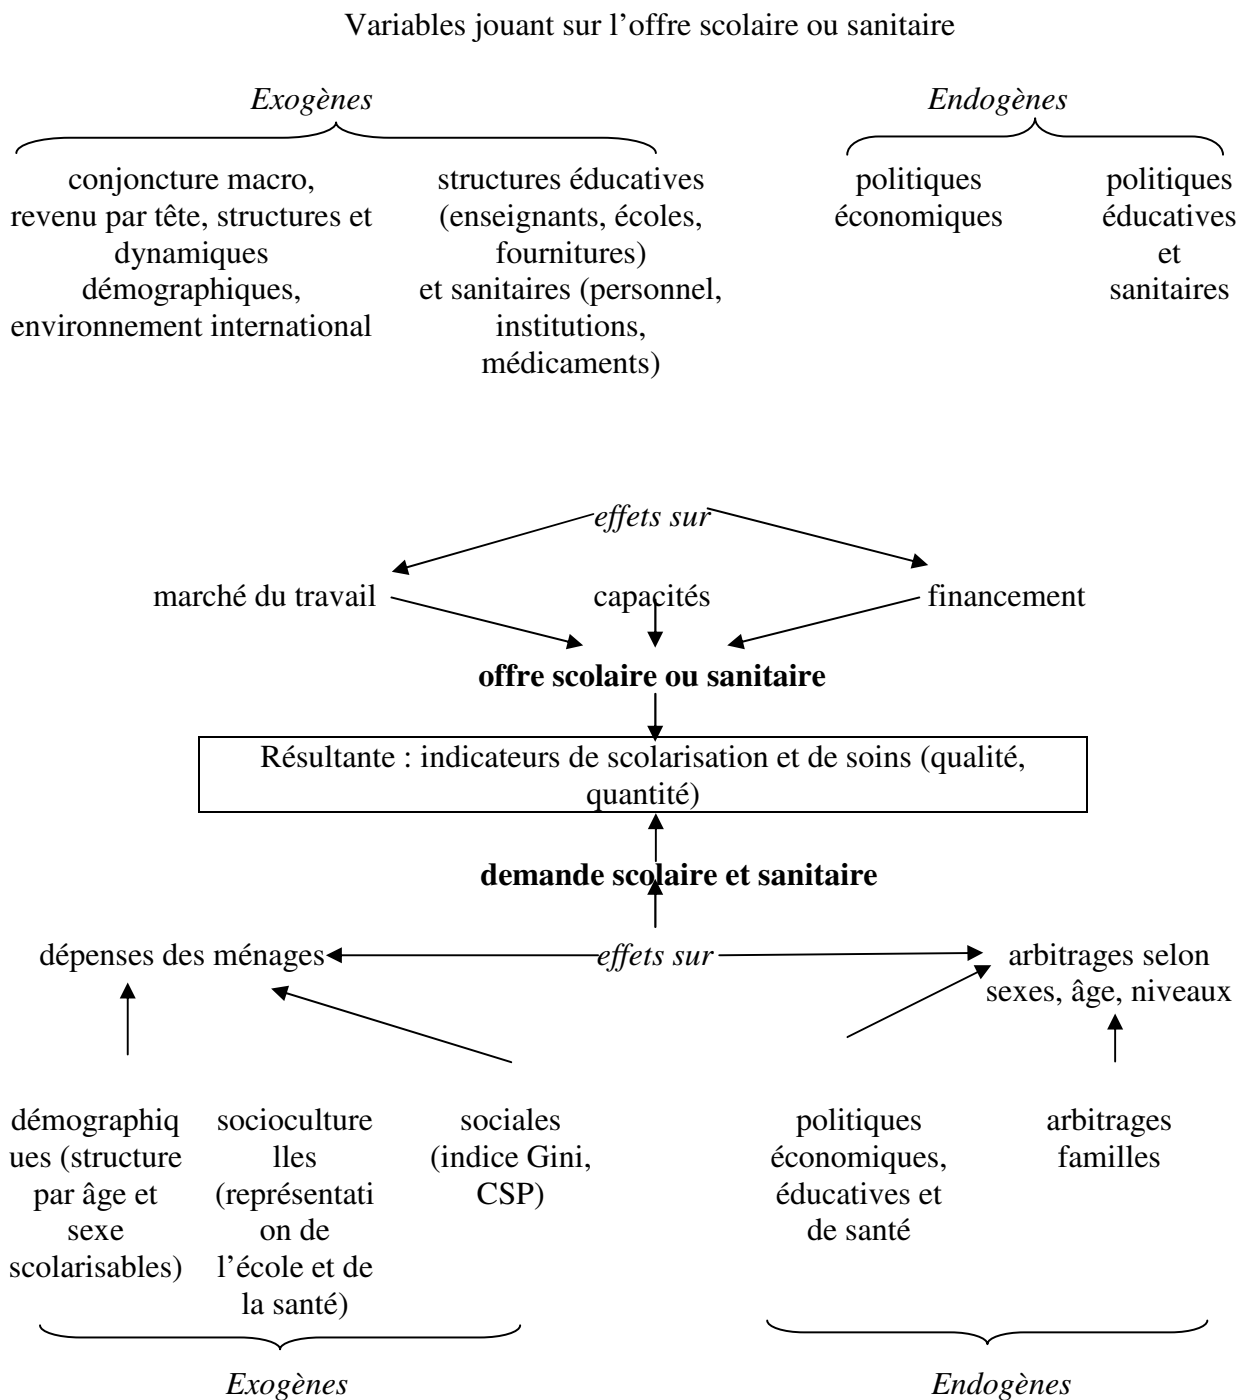 Variables jouant sur l’offre scolaire ou sanitaire
Exogènes
Endogènes
conjoncture macro,
revenu par tête, structures et
dynamiques
démographiques,
environnement international
structures éducatives
(enseignants, écoles,
fournitures)
et sanitaires (personnel,
institutions,
médicaments)
politiques
économiques
politiques
éducatives
et
sanitaires
effets sur
marché du travail
capacités
financement
offre scolaire ou sanitaire
Résultante : indicateurs de scolarisation et de soins (qualité,
quantité)
demande scolaire et sanitaire
dépenses des ménages
effets sur
arbitrages selon
sexes, âge, niveaux
démographiq
ues (structure
par âge et
sexe
scolarisables)
socioculture
lles
(représentati
on de
l’école et de
la santé)
sociales
(indice Gini,
CSP)
politiques
économiques,
éducatives et
de santé
arbitrages
familles
Exogènes
Endogènes